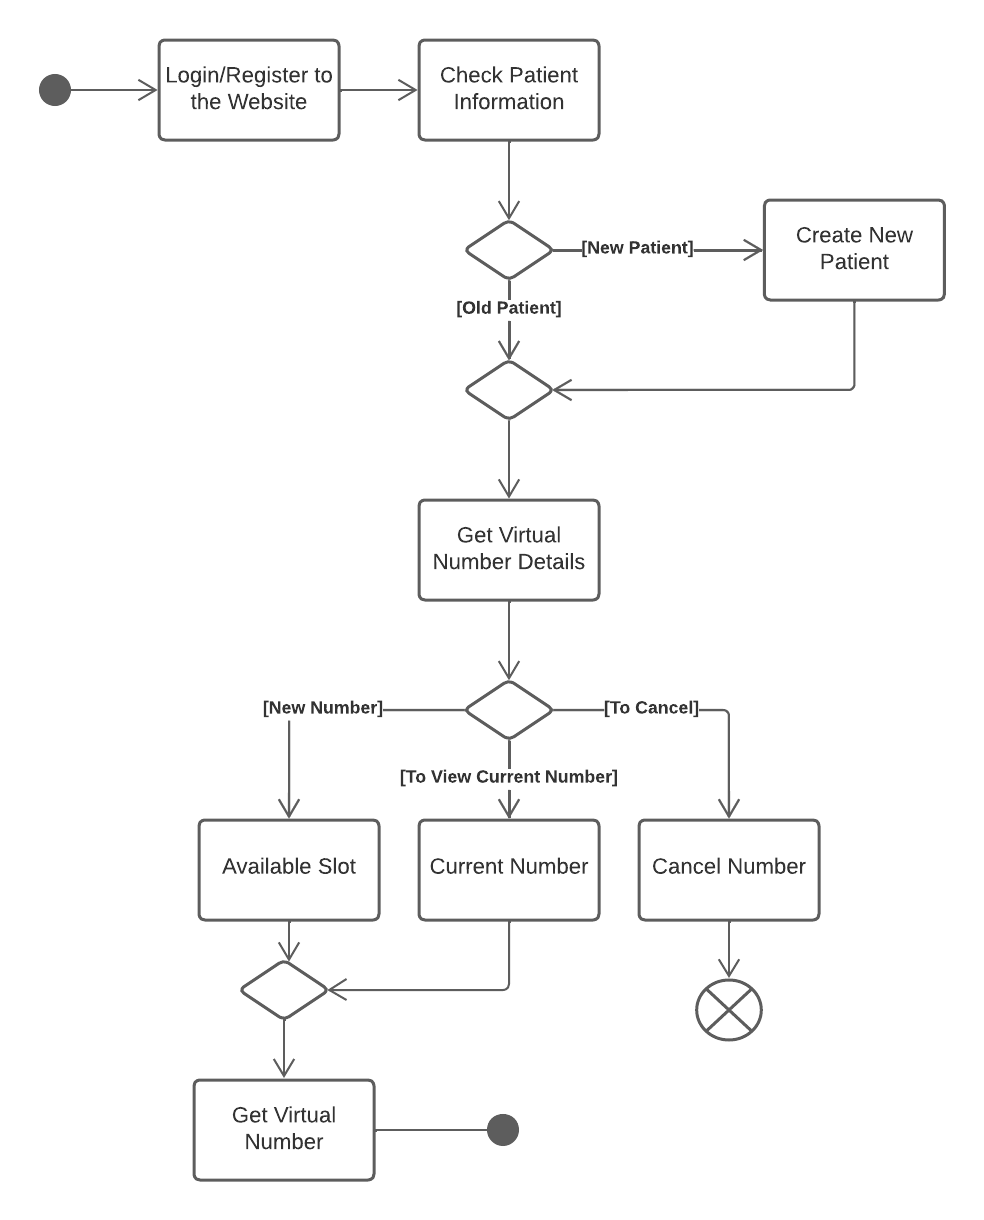 Login/Register to
the Website
Check Patient
Information
[New Patient]
Create New
Patient
[Old Patient]
Get Virtual
Number Details
[New Number]
[To Cancel]
[To View Current Number]
Available Slot
Current Number
Cancel Number
Get Virtual
Number